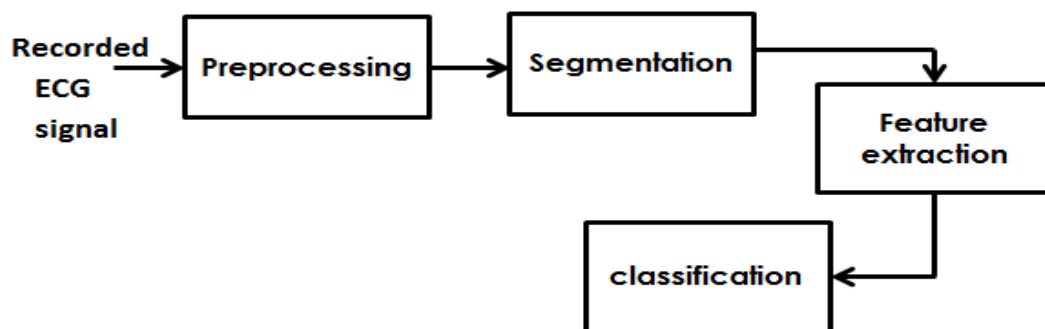 Recorded
ECG
signal
Preprocessing
Segmentation
Feature
extraction
classification